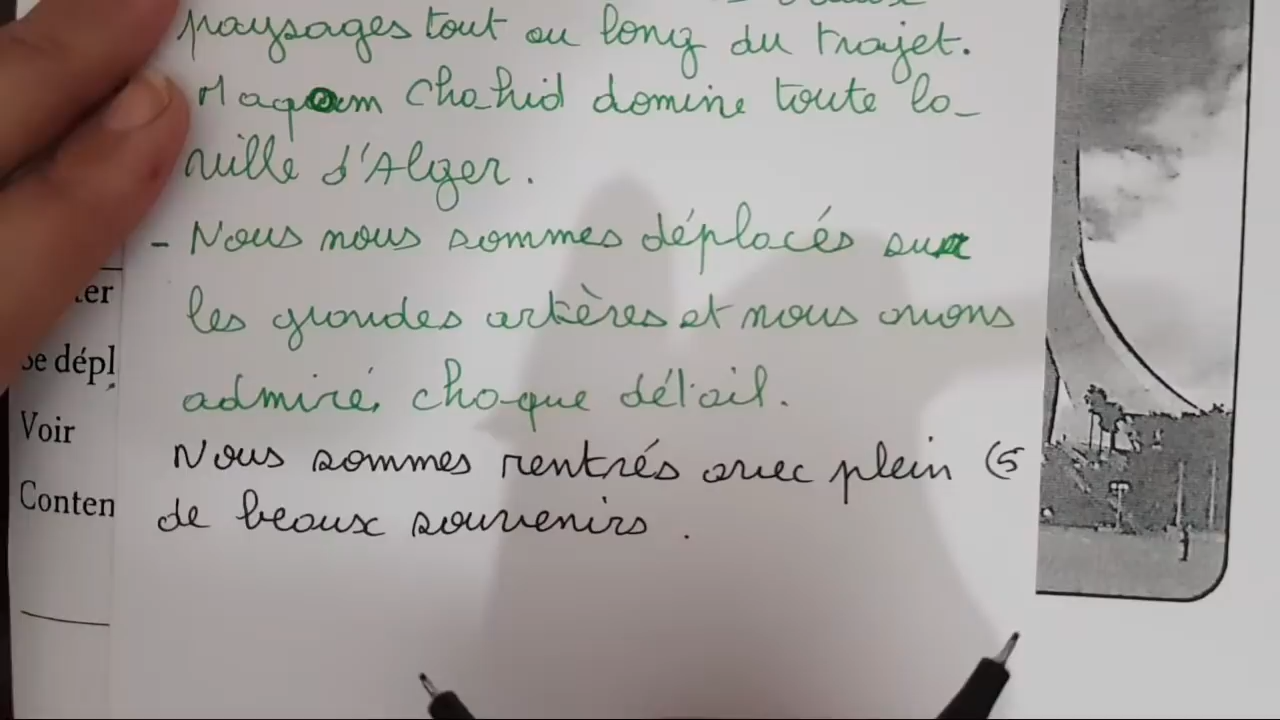 paysages tout au long du trajet.
Maqam Chahid domine toute la
ville d'Alger.
- Nous nous sommes déplacés sur
les grandes artères et nous avons
admiré chaque détail.
Nous sommes rentrés avec plein
de beaux souvenirs.
ter
Se dépl
Voir
Conten